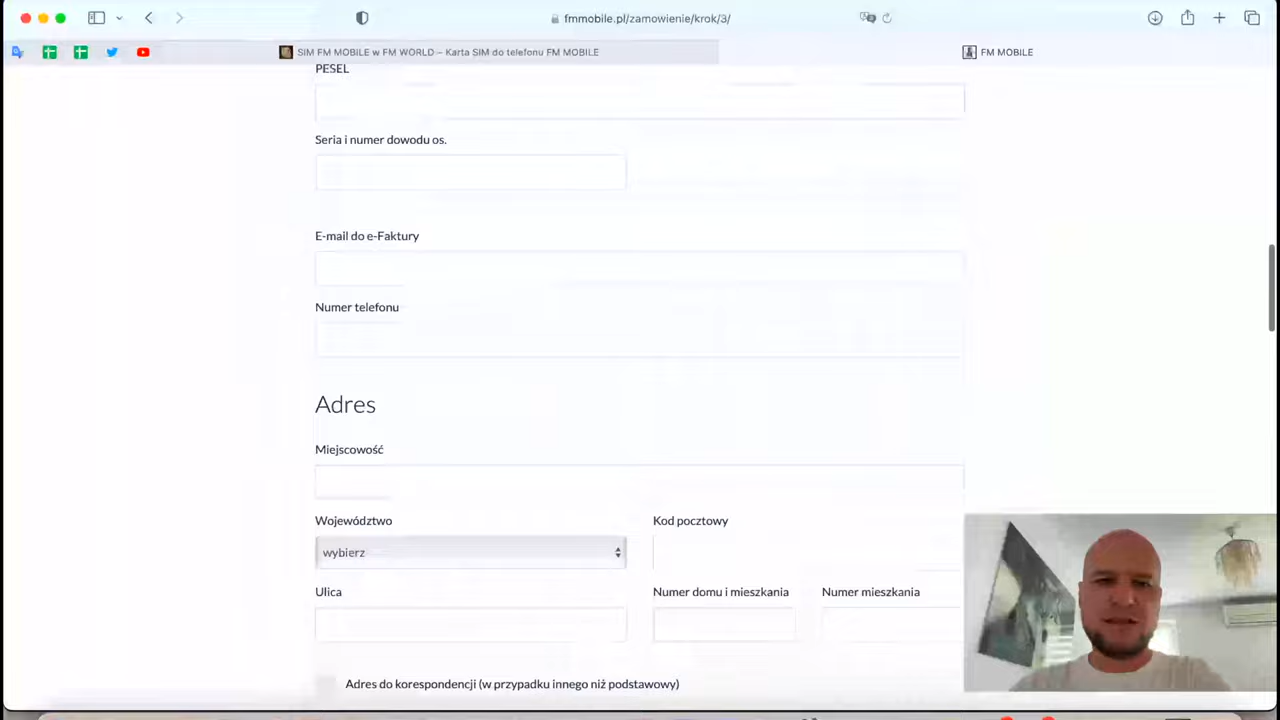 fmmobile.pl/zamowienie/krok/3/
SIM FM MOBILE w FM WORLD – Karta SIM do telefonu FM MOBILE
FM MOBILE
PESEL
Seria i numer dowodu os.
E-mail do e-Faktury
Numer telefonu
Adres
Miejscowość
Województwo
Kod pocztowy
wybierz
Ulica
Numer domu i mieszkania
Numer mieszkania
Adres do korespondencji (w przypadku innego niż podstawowy)